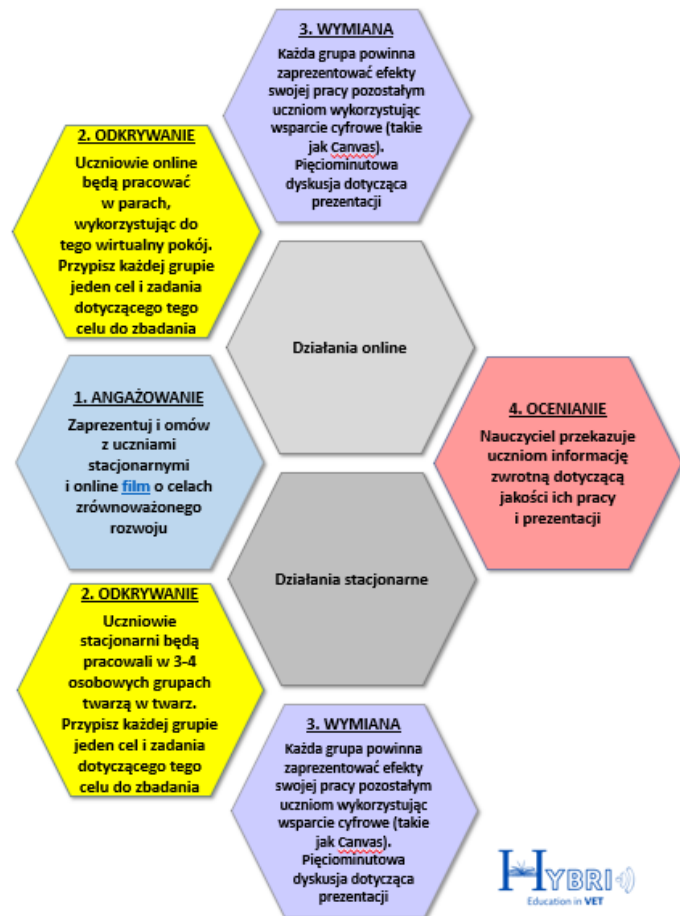 3. WYMIANA
Każda grupa powinna
zaprezentować efekty
swojej pracy pozostałym
uczniom wykorzystując
wsparcie cyfrowe (takie
jak Canvas).
Pięciominutowa
dyskusja dotycząca
prezentacji
2. ODKRYWANIE
Uczniowie online
będą pracować
w parach,
wykorzystując do
tego wirtualny pokój.
Przypisz każdej grupie
jeden cel i zadania
dotyczącego tego
celu do zbadania
Działania online
1. ANGAŻOWANIE
Zaprezentuj i omów
z uczniami
stacjonarnymi
i online film o celach
zrównoważonego
rozwoju
4. OCENIANIE
Nauczyciel przekazuje
uczniom informację
zwrotną dotyczącą
jakości ich pracy
i prezentacji
Działania stacjonarne
2. ODKRYWANIE
Uczniowie
stacjonarni będą
pracowali w 3-4
osobowych grupach
twarzą w twarz.
Przypisz każdej grupie
jeden cel i zadania
dotyczącego tego
celu do zbadania
3. WYMIANA
Każda grupa powinna
zaprezentować efekty
swojej pracy pozostałym
uczniom wykorzystując
wsparcie cyfrowe (takie
jak Canvas).
Pięciominutowa
dyskusja dotycząca
prezentacji
HYBRI
Education in VET